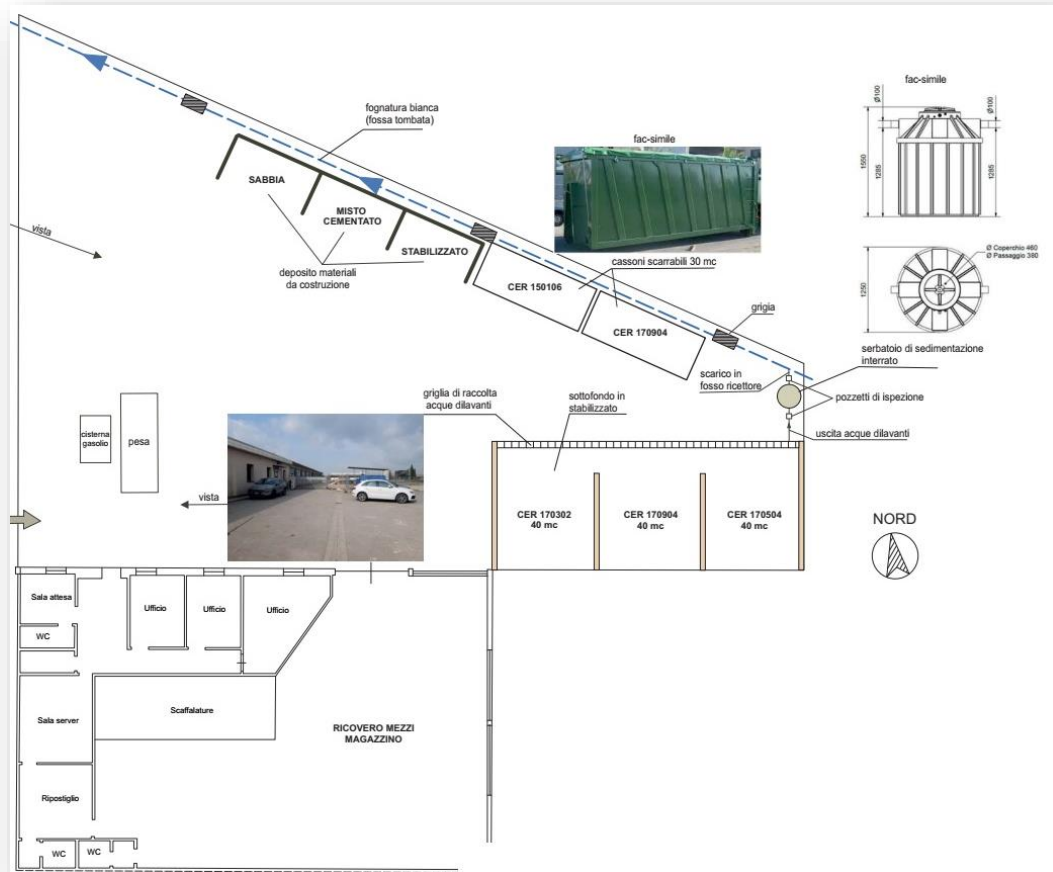 fac-simile
Ø100
Ø100
1550
1285
1285
fognatura bianca
(fossa tombata)
fac-simile
SABBIA
MISTO
CEMENTATO
STABILIZZATO
vista
deposito materiali
da costruzione
cassoni scarrabili 30 mc
CER 150106
CER 170904
Ø Coperchio 460
Ø Passaggio 380
1250
griglia
serbatoio di sedimentazione
interrato
scarico in
fosso ricettore
pozzetti di ispezione
griglia di raccolta
acque dilavanti
sottofondo in
stabilizzato
uscita acque dilavanti
cisterna
gasolio
pesa
vista
CER 170302
40 mc
CER 170904
40 mc
CER 170504
40 mc
NORD
Sala attesa
Ufficio
Ufficio
Ufficio
WC
Sala server
Scaffalature
RICOVERO MEZZI
MAGAZZINO
Ripostiglio
WC
WC